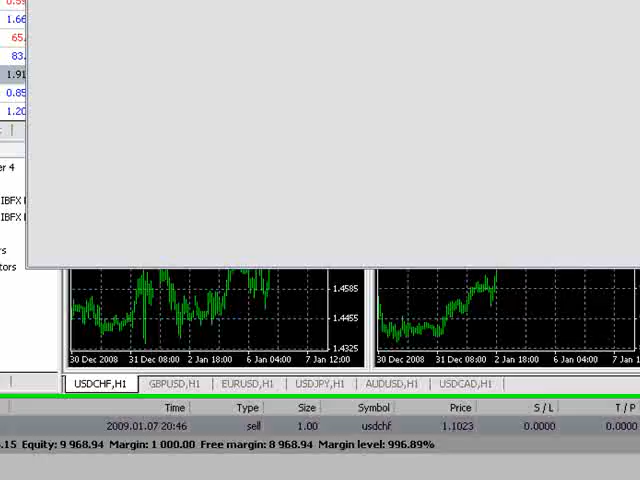 1.66
65.
83.
1.91
0.85
1.20
er 4
IBFX
IBFX
rs
tors
1.4585
1.4455
1.4325
30 Dec 2008 31 Dec 08:00 2 Jan 18:00 6 Jan 04:00 7 Jan 12:00
30 Dec 2008 31 Dec 08:00 2 Jan 18:00 6 Jan 04:00 7 Jan 1
USDCHF,H1 GBPUSD,H1 EURUSD,H1 USDJPY,H1 AUDUSD,H1 USDCAD,H1
Time Type Size Symbol Price S / L T / P
2009.01.07 20:46 sell 1.00 usdchf 1.1023 0.0000 0.0000
.15 Equity: 9 968.94 Margin: 1 000.00 Free margin: 8 968.94 Margin level: 996.89%